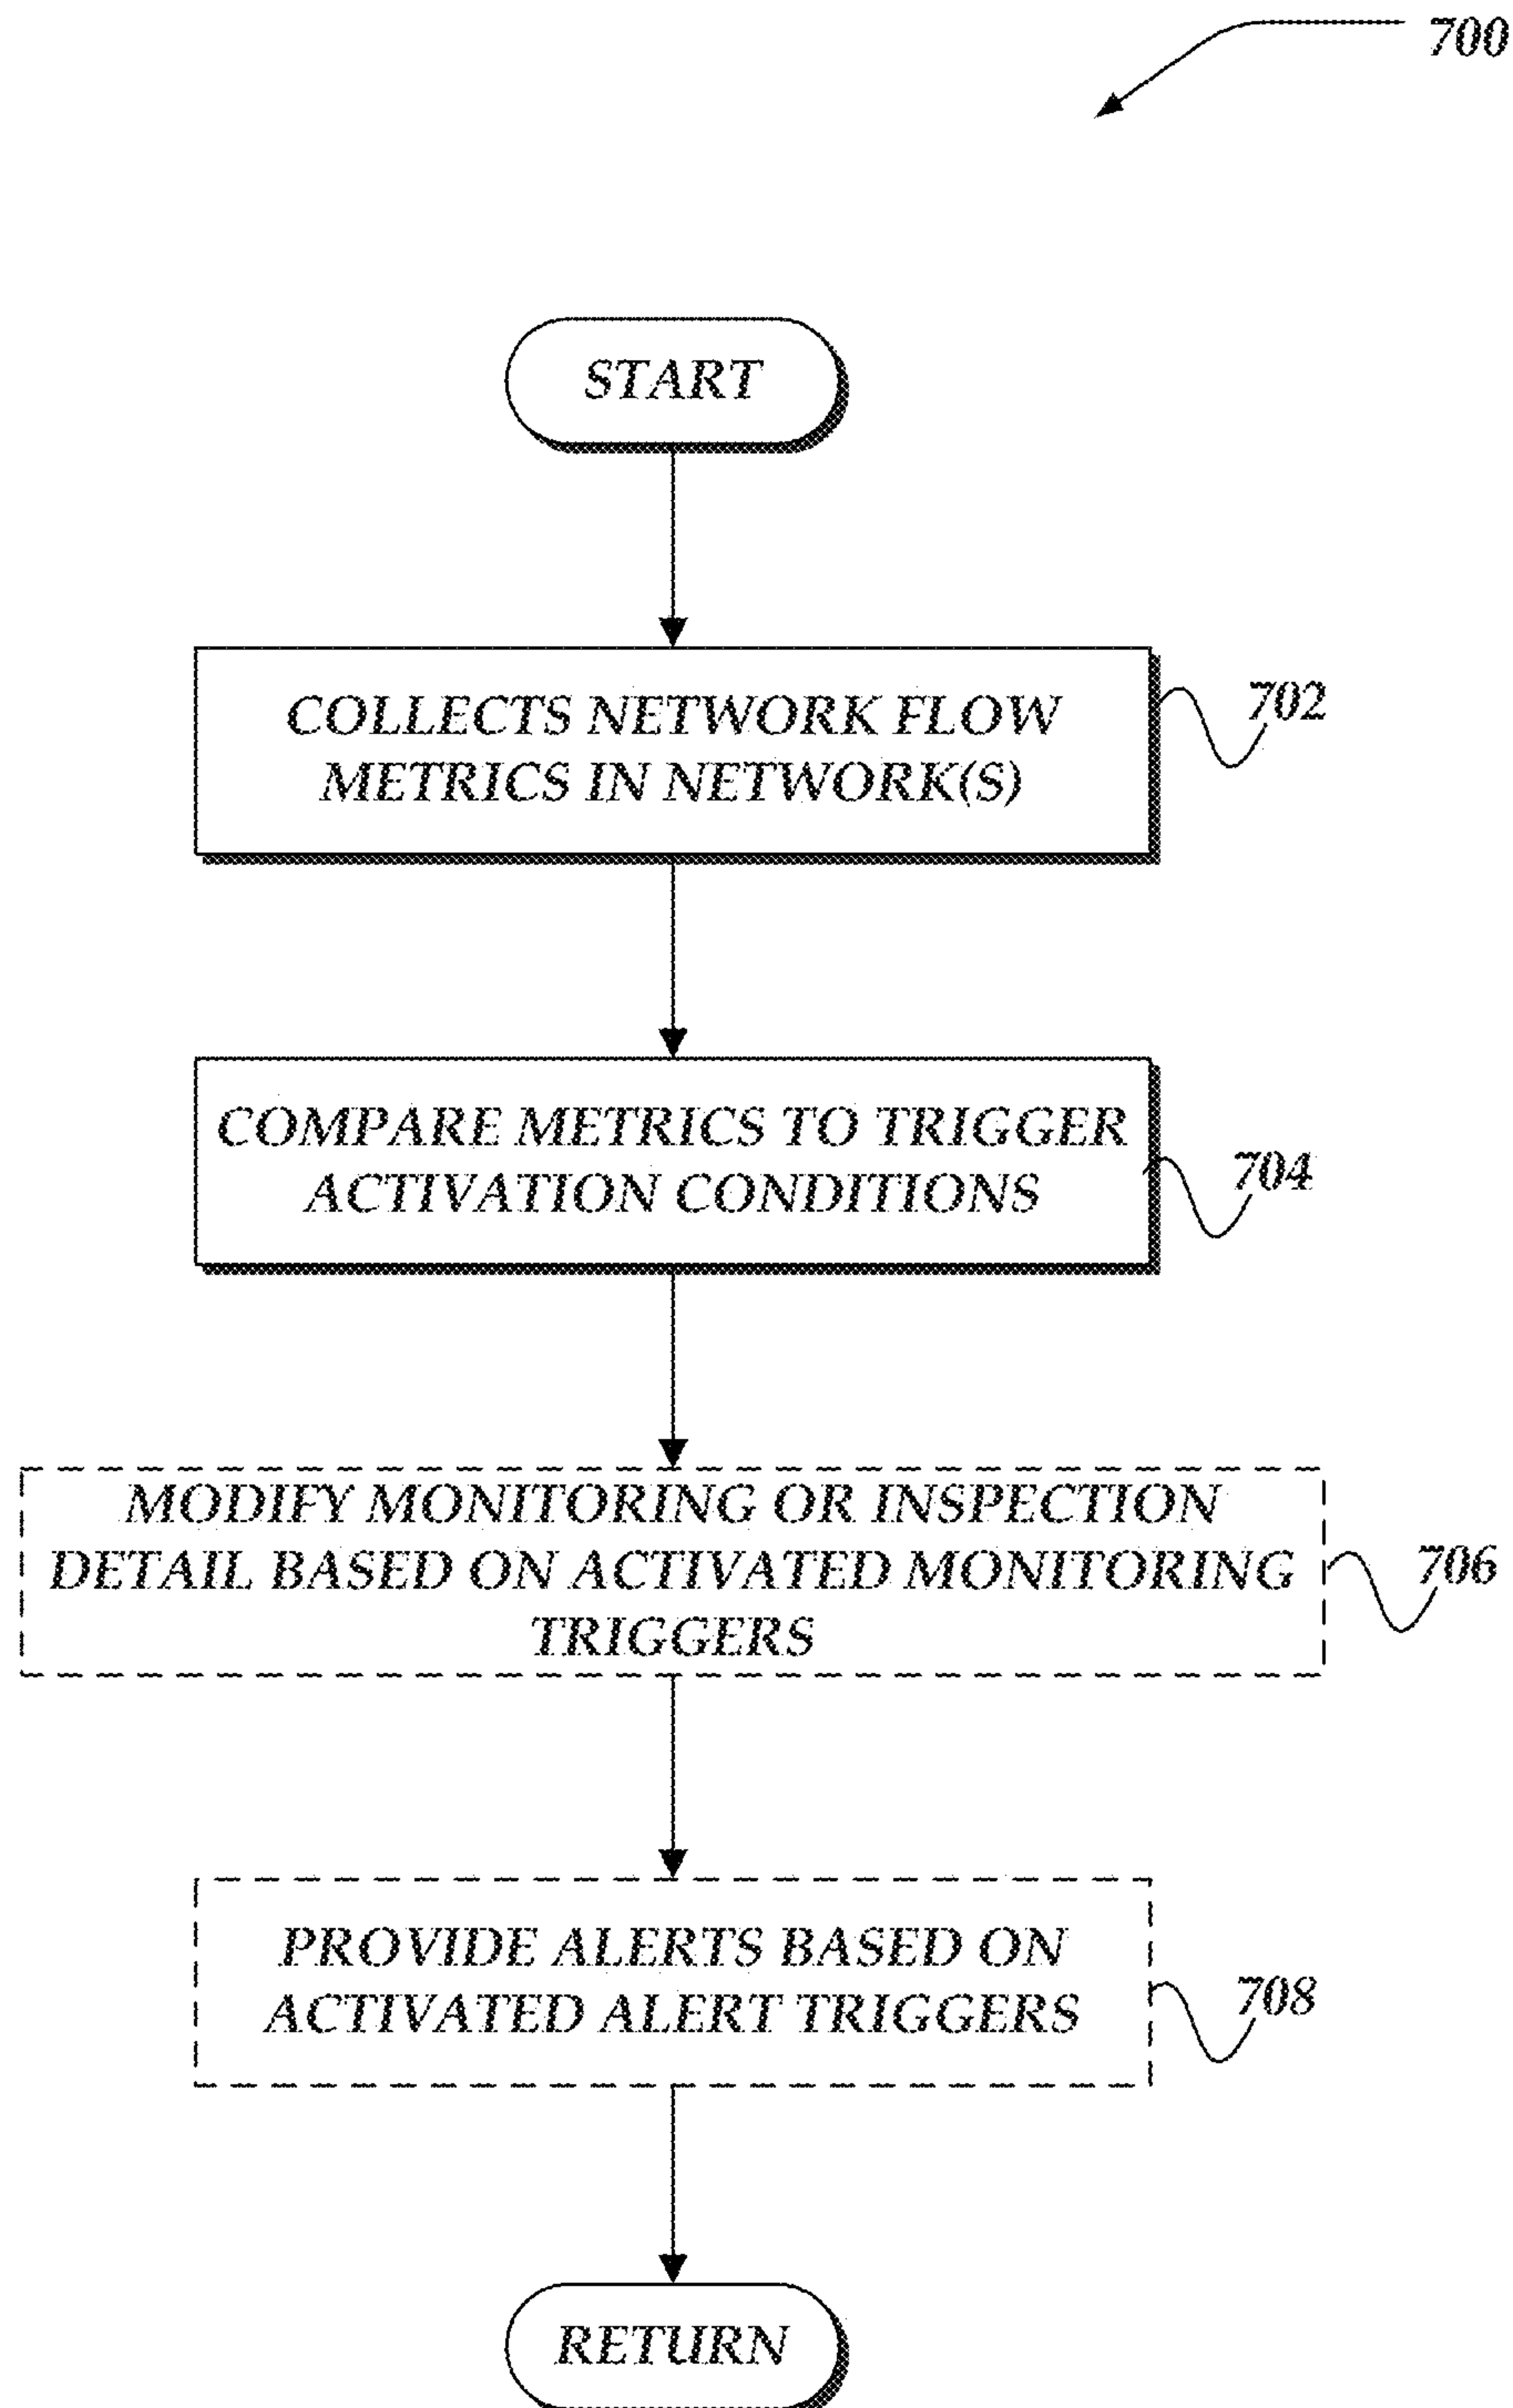 700
START
COLLECTS NETWORK FLOW
METRICS IN NETWORK(S)
702
COMPARE METRICS TO TRIGGER
ACTIVATION CONDITIONS
704
MODIFY MONITORING OR INSPECTION
DETAIL BASED ON ACTIVATED MONITORING
TRIGGERS
706
PROVIDE ALERTS BASED ON
ACTIVATED ALERT TRIGGERS
708
RETURN